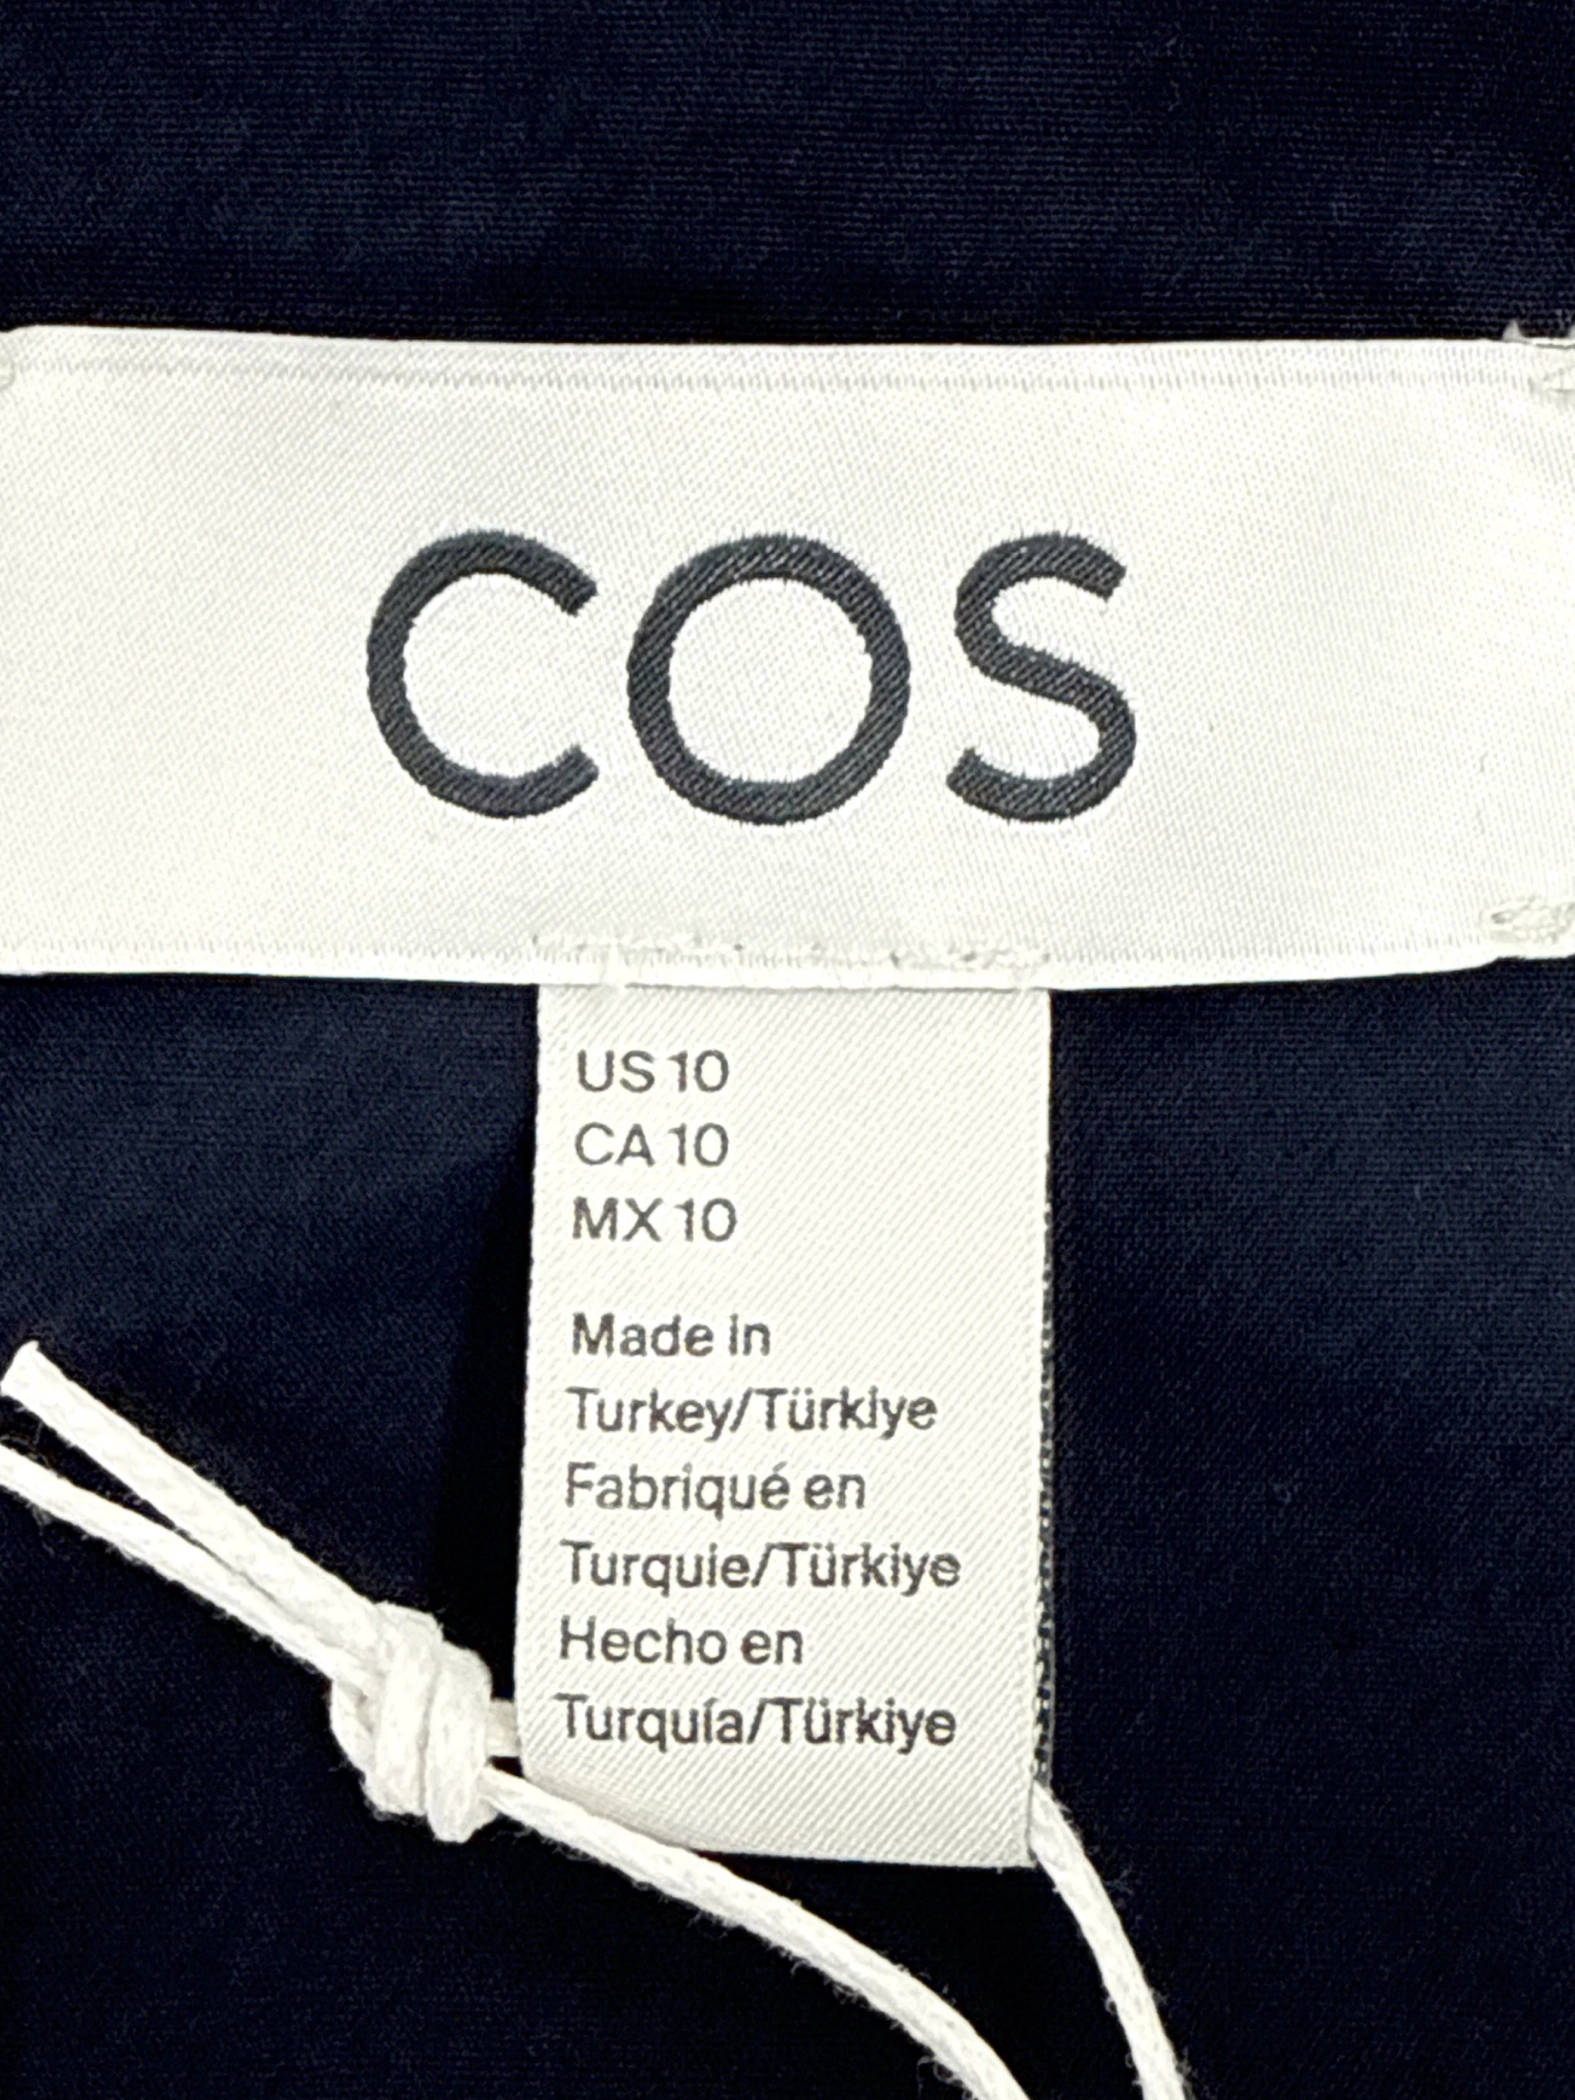 COS
US 10
CA 10
MX 10
Made in
Turkey/Türkiye
Fabriqué en
Turquie/Türkiye
Hecho en
Turquía/Türkiye